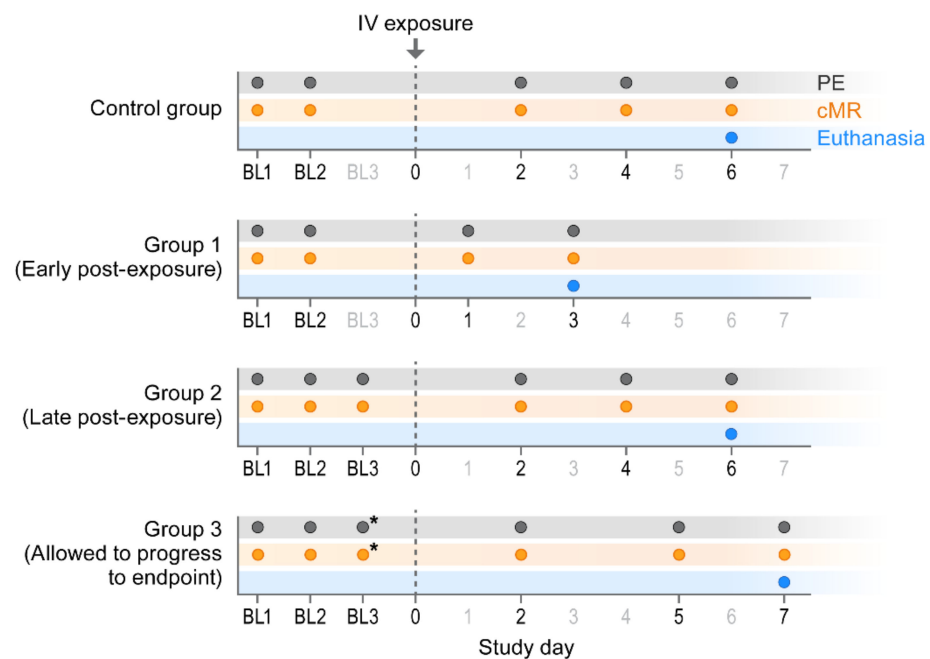 IV exposure
Control group
PE
cMR
Euthanasia
BL1 BL2 BL3 0 1 2 3 4 5 6 7
Group 1
(Early post-exposure)
BL1 BL2 BL3 0 1 2 3 4 5 6 7
Group 2
(Late post-exposure)
BL1 BL2 BL3 0 1 2 3 4 5 6 7
Group 3
(Allowed to progress
to endpoint)
*
*
BL1 BL2 BL3 0 1 2 3 4 5 6 7
Study day